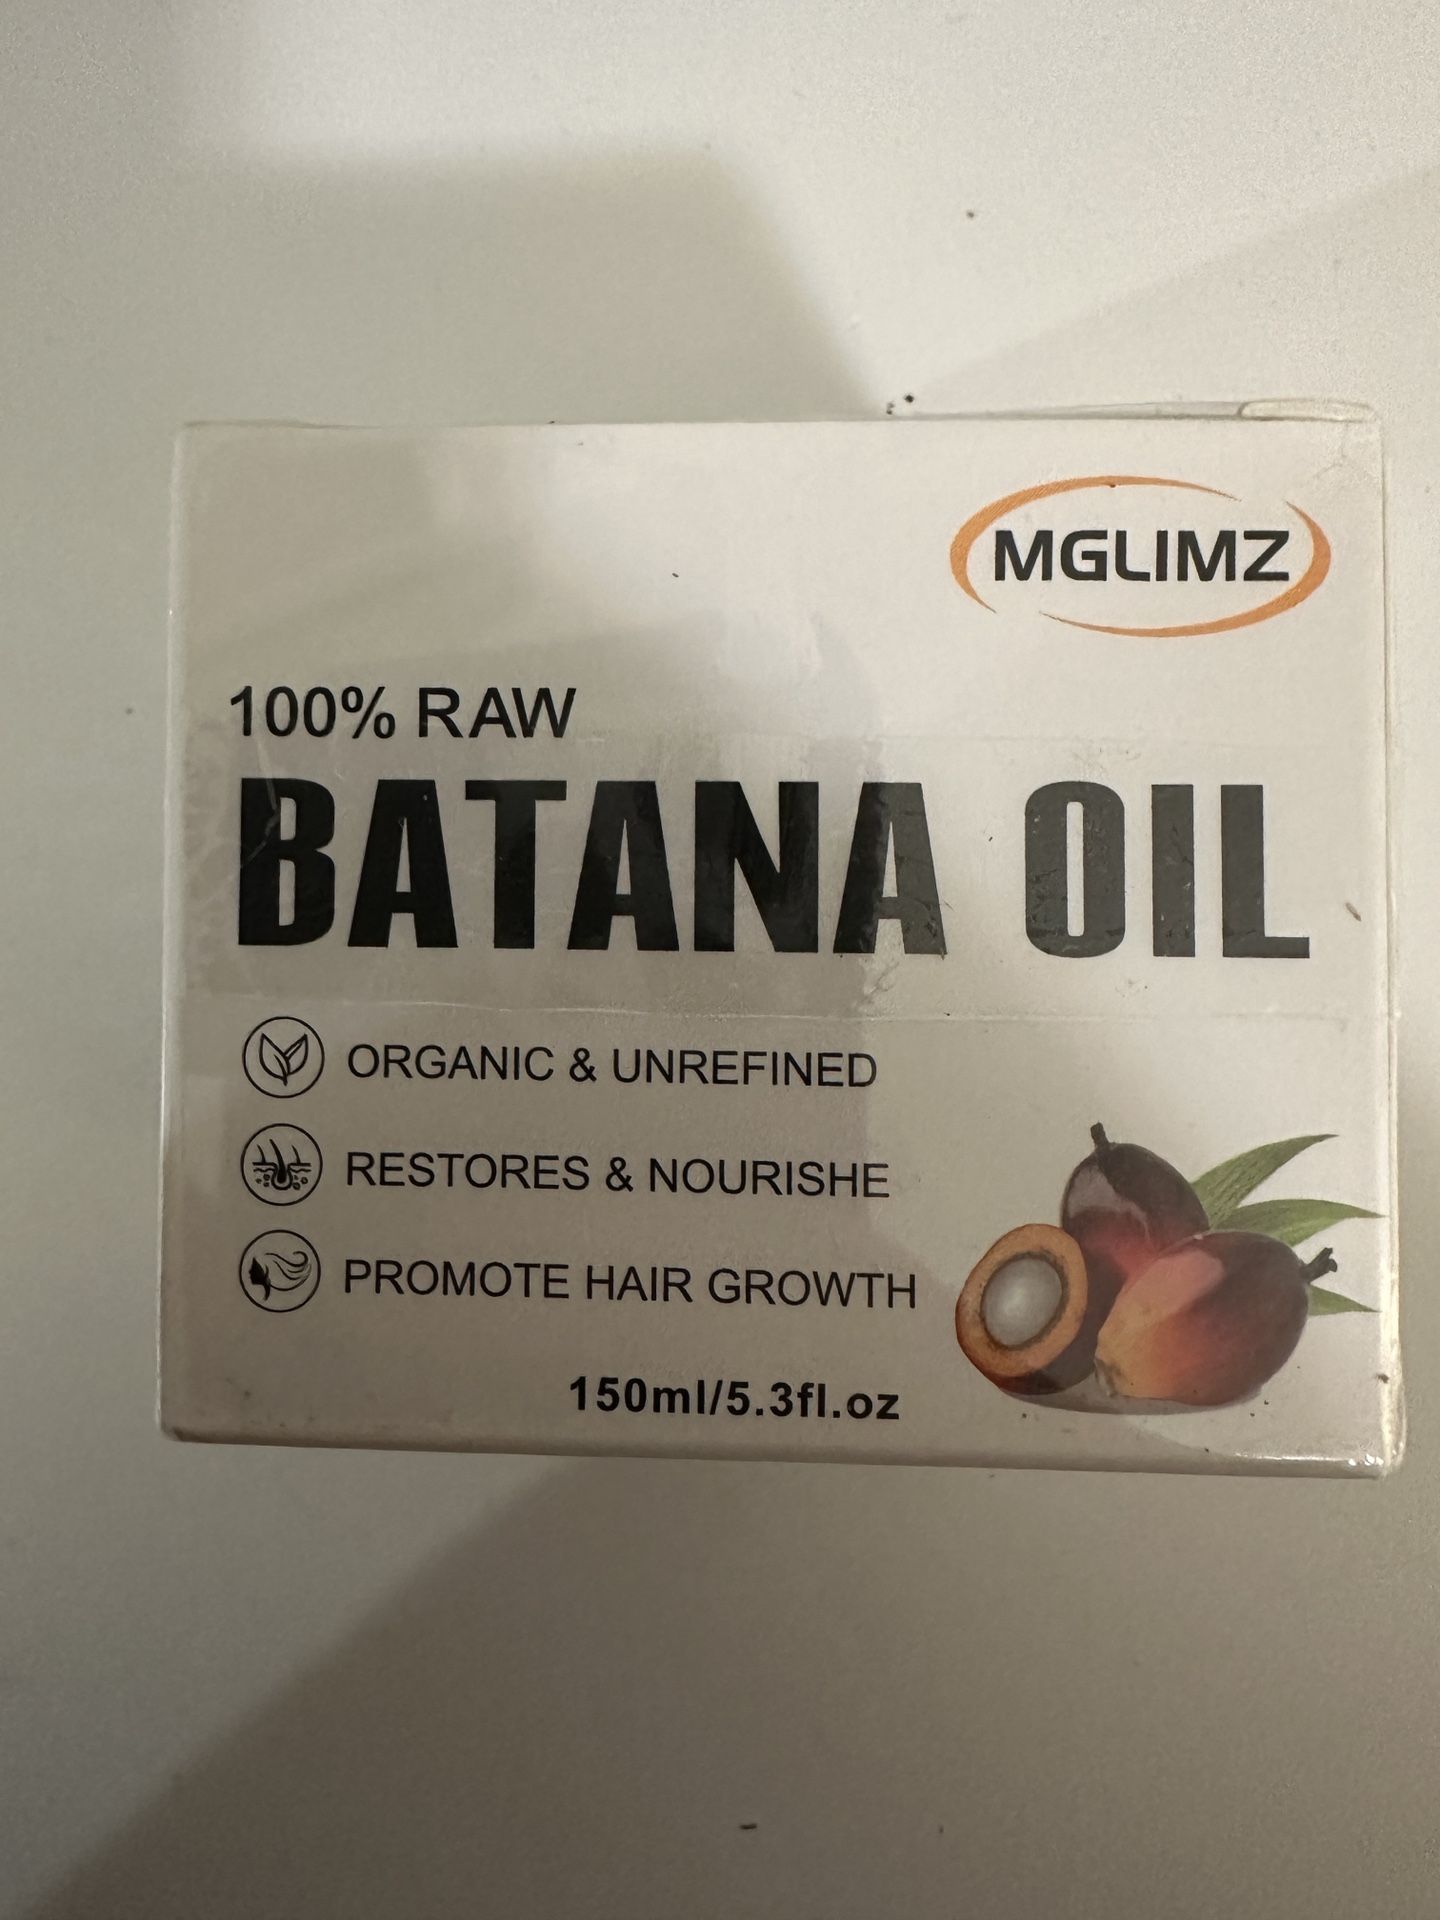 MGLIMZ
100% RAW
BATANA OIL
ORGANIC & UNREFINED
RESTORES & NOURISHE
PROMOTE HAIR GROWTH
150ml/5.3fl.oz